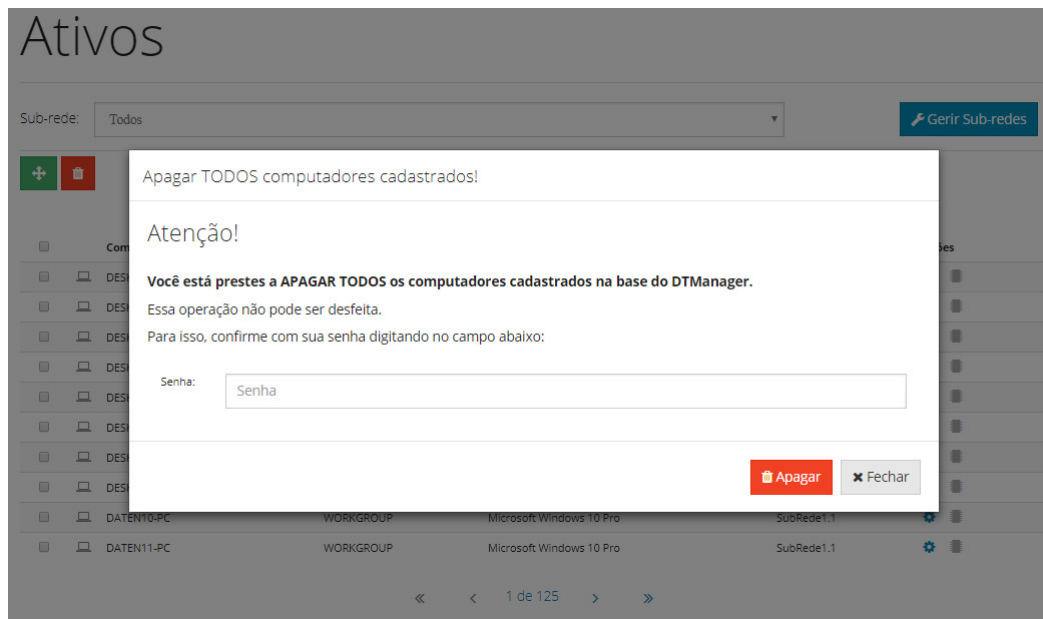 Ativos
Sub-rede: Todos Gerir Sub-redes
Apagar TODOS computadores cadastrados!
Atenção!
Você está prestes a APAGAR TODOS os computadores cadastrados na base do DTManager.
Essa operação não pode ser desfeita.
Para isso, confirme com sua senha digitando no campo abaixo:
Senha: Senha
Apagar Fechar
DATEN10-PC WORKGROUP Microsoft Windows 10 Pro SubRede1.1
DATEN11-PC WORKGROUP Microsoft Windows 10 Pro SubRede1.1
« < 1 de 125 > »